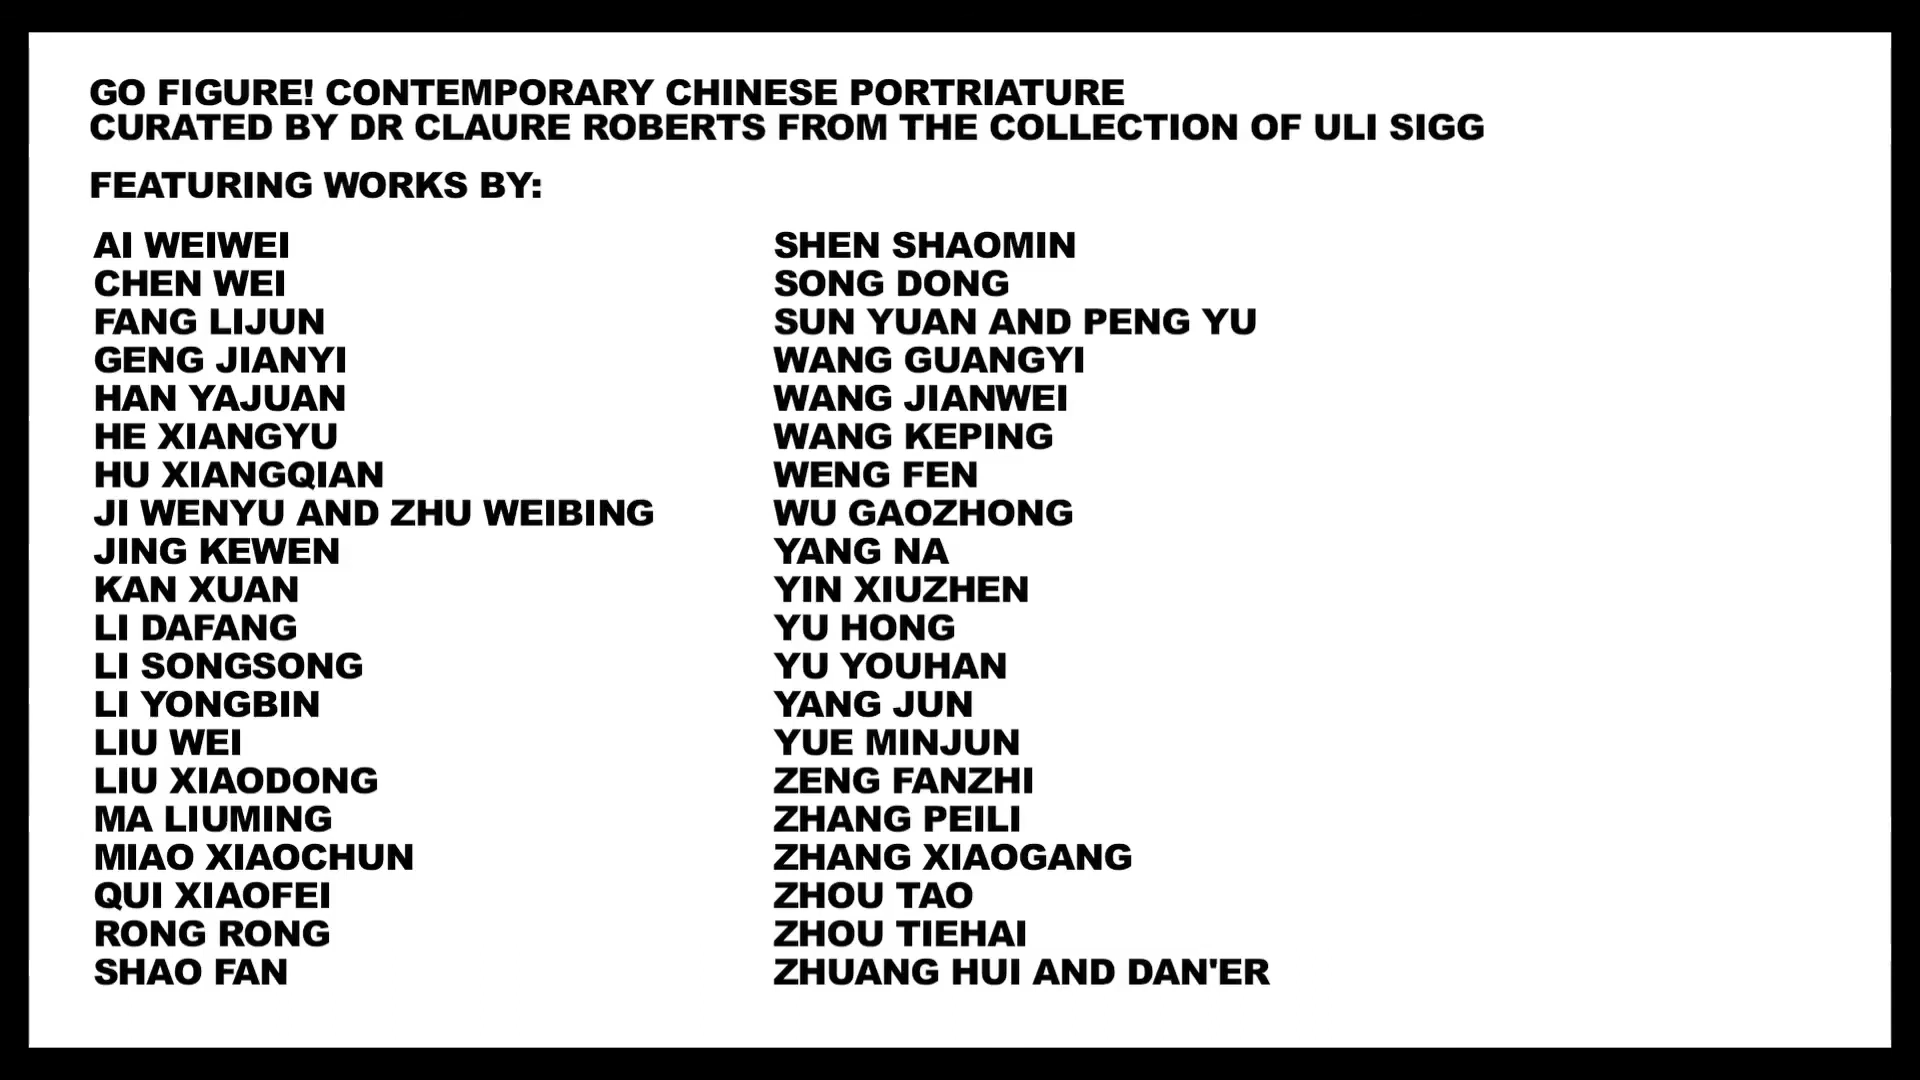 GO FIGURE! CONTEMPORARY CHINESE PORTRIATURE
CURATED BY DR CLAURE ROBERTS FROM THE COLLECTION OF ULI SIGG
FEATURING WORKS BY:
AI WEIWEI
CHEN WEI
FANG LIJUN
GENG JIANYI
HAN YAJUAN
HE XIANGYU
HU XIANGQIAN
JI WENYU AND ZHU WEIBING
JING KEWEN
KAN XUAN
LI DAFANG
LI SONGSONG
LI YONGBIN
LIU WEI
LIU XIAODONG
MA LIUMING
MIAO XIAOCHUN
QUI XIAOFEI
RONG RONG
SHAO FAN
SHEN SHAOMIN
SONG DONG
SUN YUAN AND PENG YU
WANG GUANGYI
WANG JIANWEI
WANG KEPING
WENG FEN
WU GAOZHONG
YANG NA
YIN XIUZHEN
YU HONG
YU YOUHAN
YANG JUN
YUE MINJUN
ZENG FANZHI
ZHANG PEILI
ZHANG XIAOGANG
ZHOU TAO
ZHOU TIEHAI
ZHUANG HUI AND DAN'ER